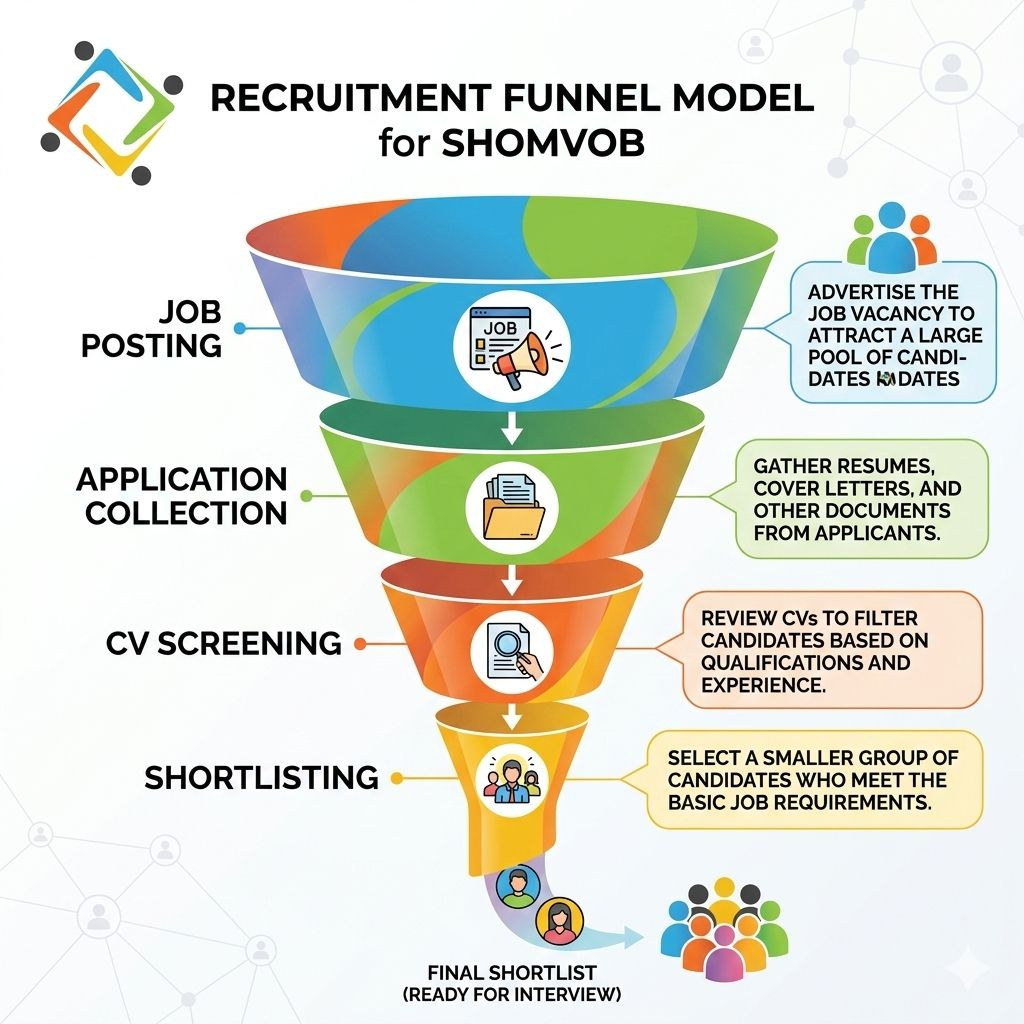 RECRUITMENT FUNNEL MODEL
for SHOMVOB
JOB
POSTING
JOB
ADVERTISE THE
JOB VACANCY TO
ATTRACT A LARGE
POOL OF CANDI-
DATES DATES
APPLICATION
COLLECTION
GATHER RESUMES,
COVER LETTERS, AND
OTHER DOCUMENTS
FROM APPLICANTS.
CV SCREENING
REVIEW CVs TO FILTER
CANDIDATES BASED ON
QUALIFICATIONS AND
EXPERIENCE.
SHORTLISTING
SELECT A SMALLER GROUP OF
CANDIDATES WHO MEET THE
BASIC JOB REQUIREMENTS.
FINAL SHORTLIST
(READY FOR INTERVIEW)